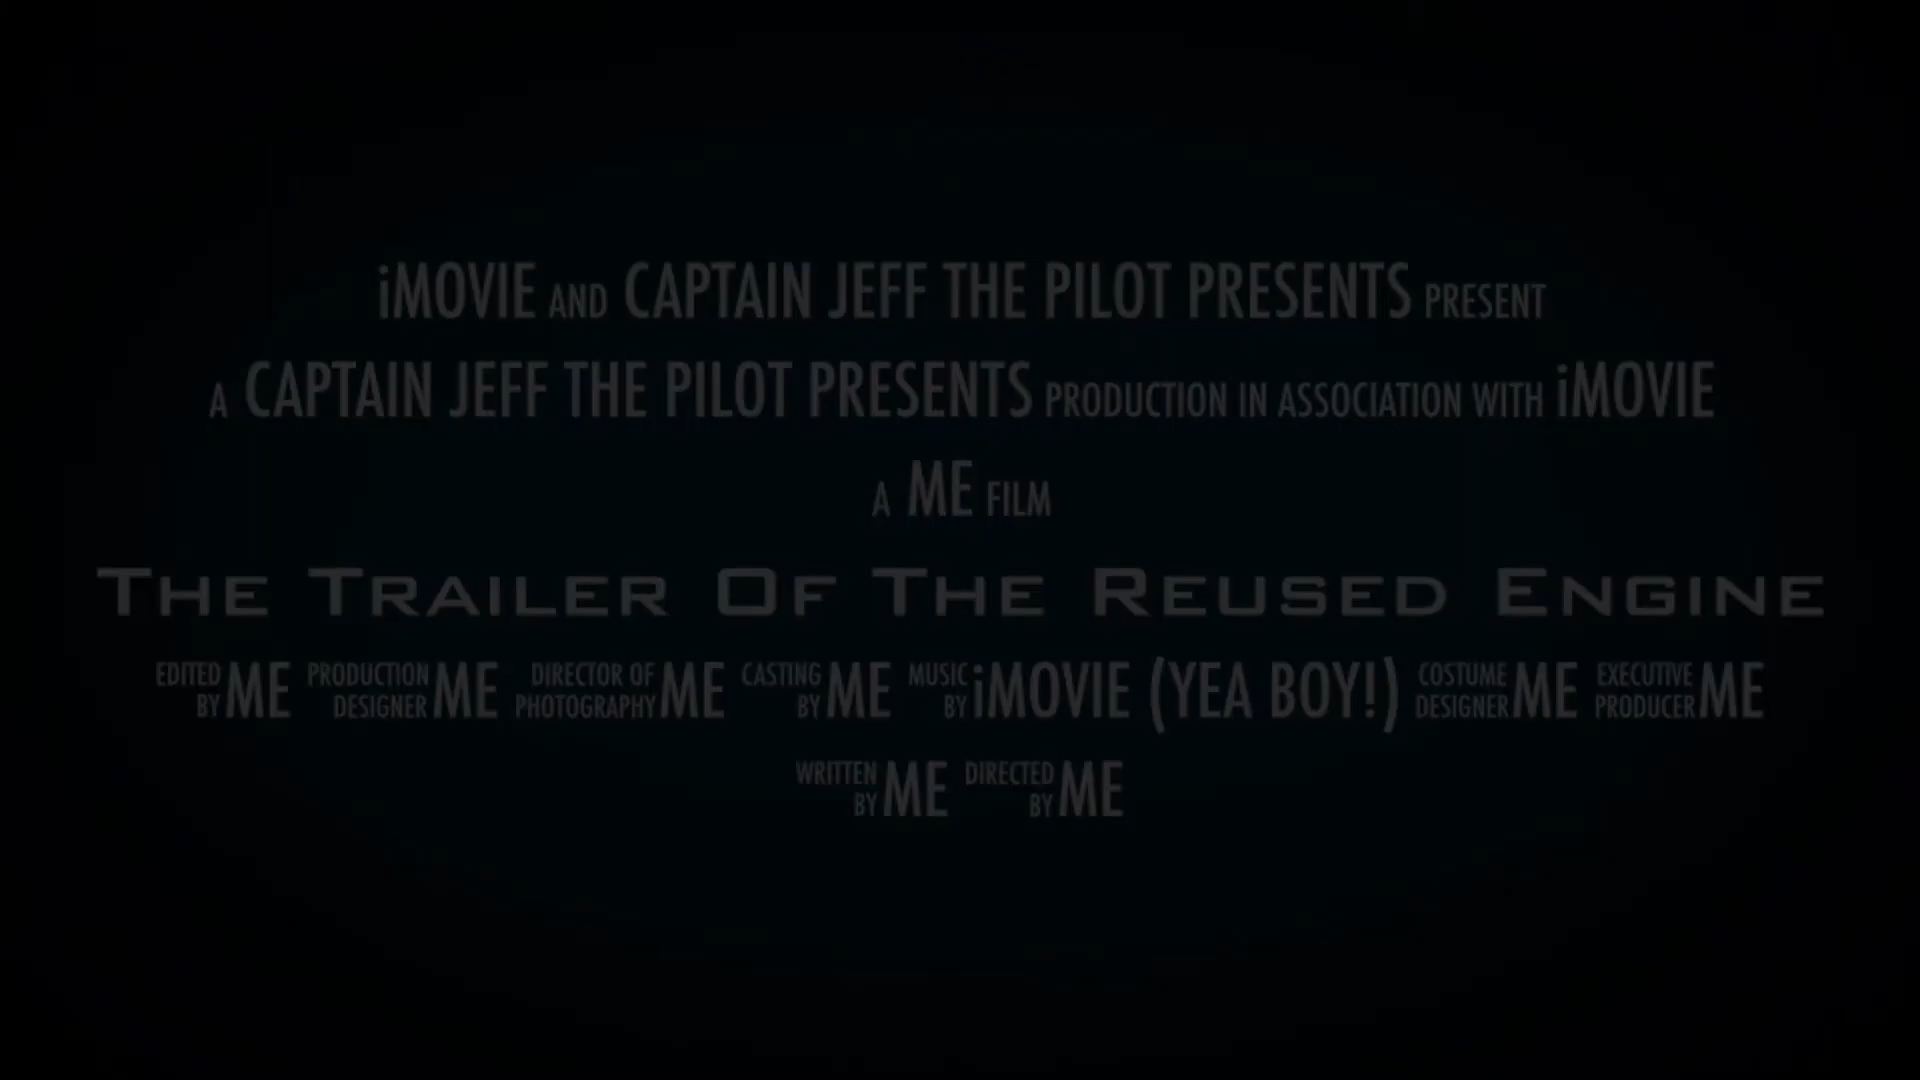 iMOVIE AND CAPTAIN JEFF THE PILOT PRESENTS PRESENT
A CAPTAIN JEFF THE PILOT PRESENTS PRODUCTION IN ASSOCIATION WITH iMOVIE
A ME FILM
THE TRAILER OF THE REUSED ENGINE
EDITED BY ME PRODUCTION DESIGNER ME DIRECTOR OF PHOTOGRAPHY ME CASTING BY ME MUSIC BY iMOVIE (YEA BOY!) COSTUME DESIGNER ME EXECUTIVE PRODUCER ME
WRITTEN BY ME DIRECTED BY ME